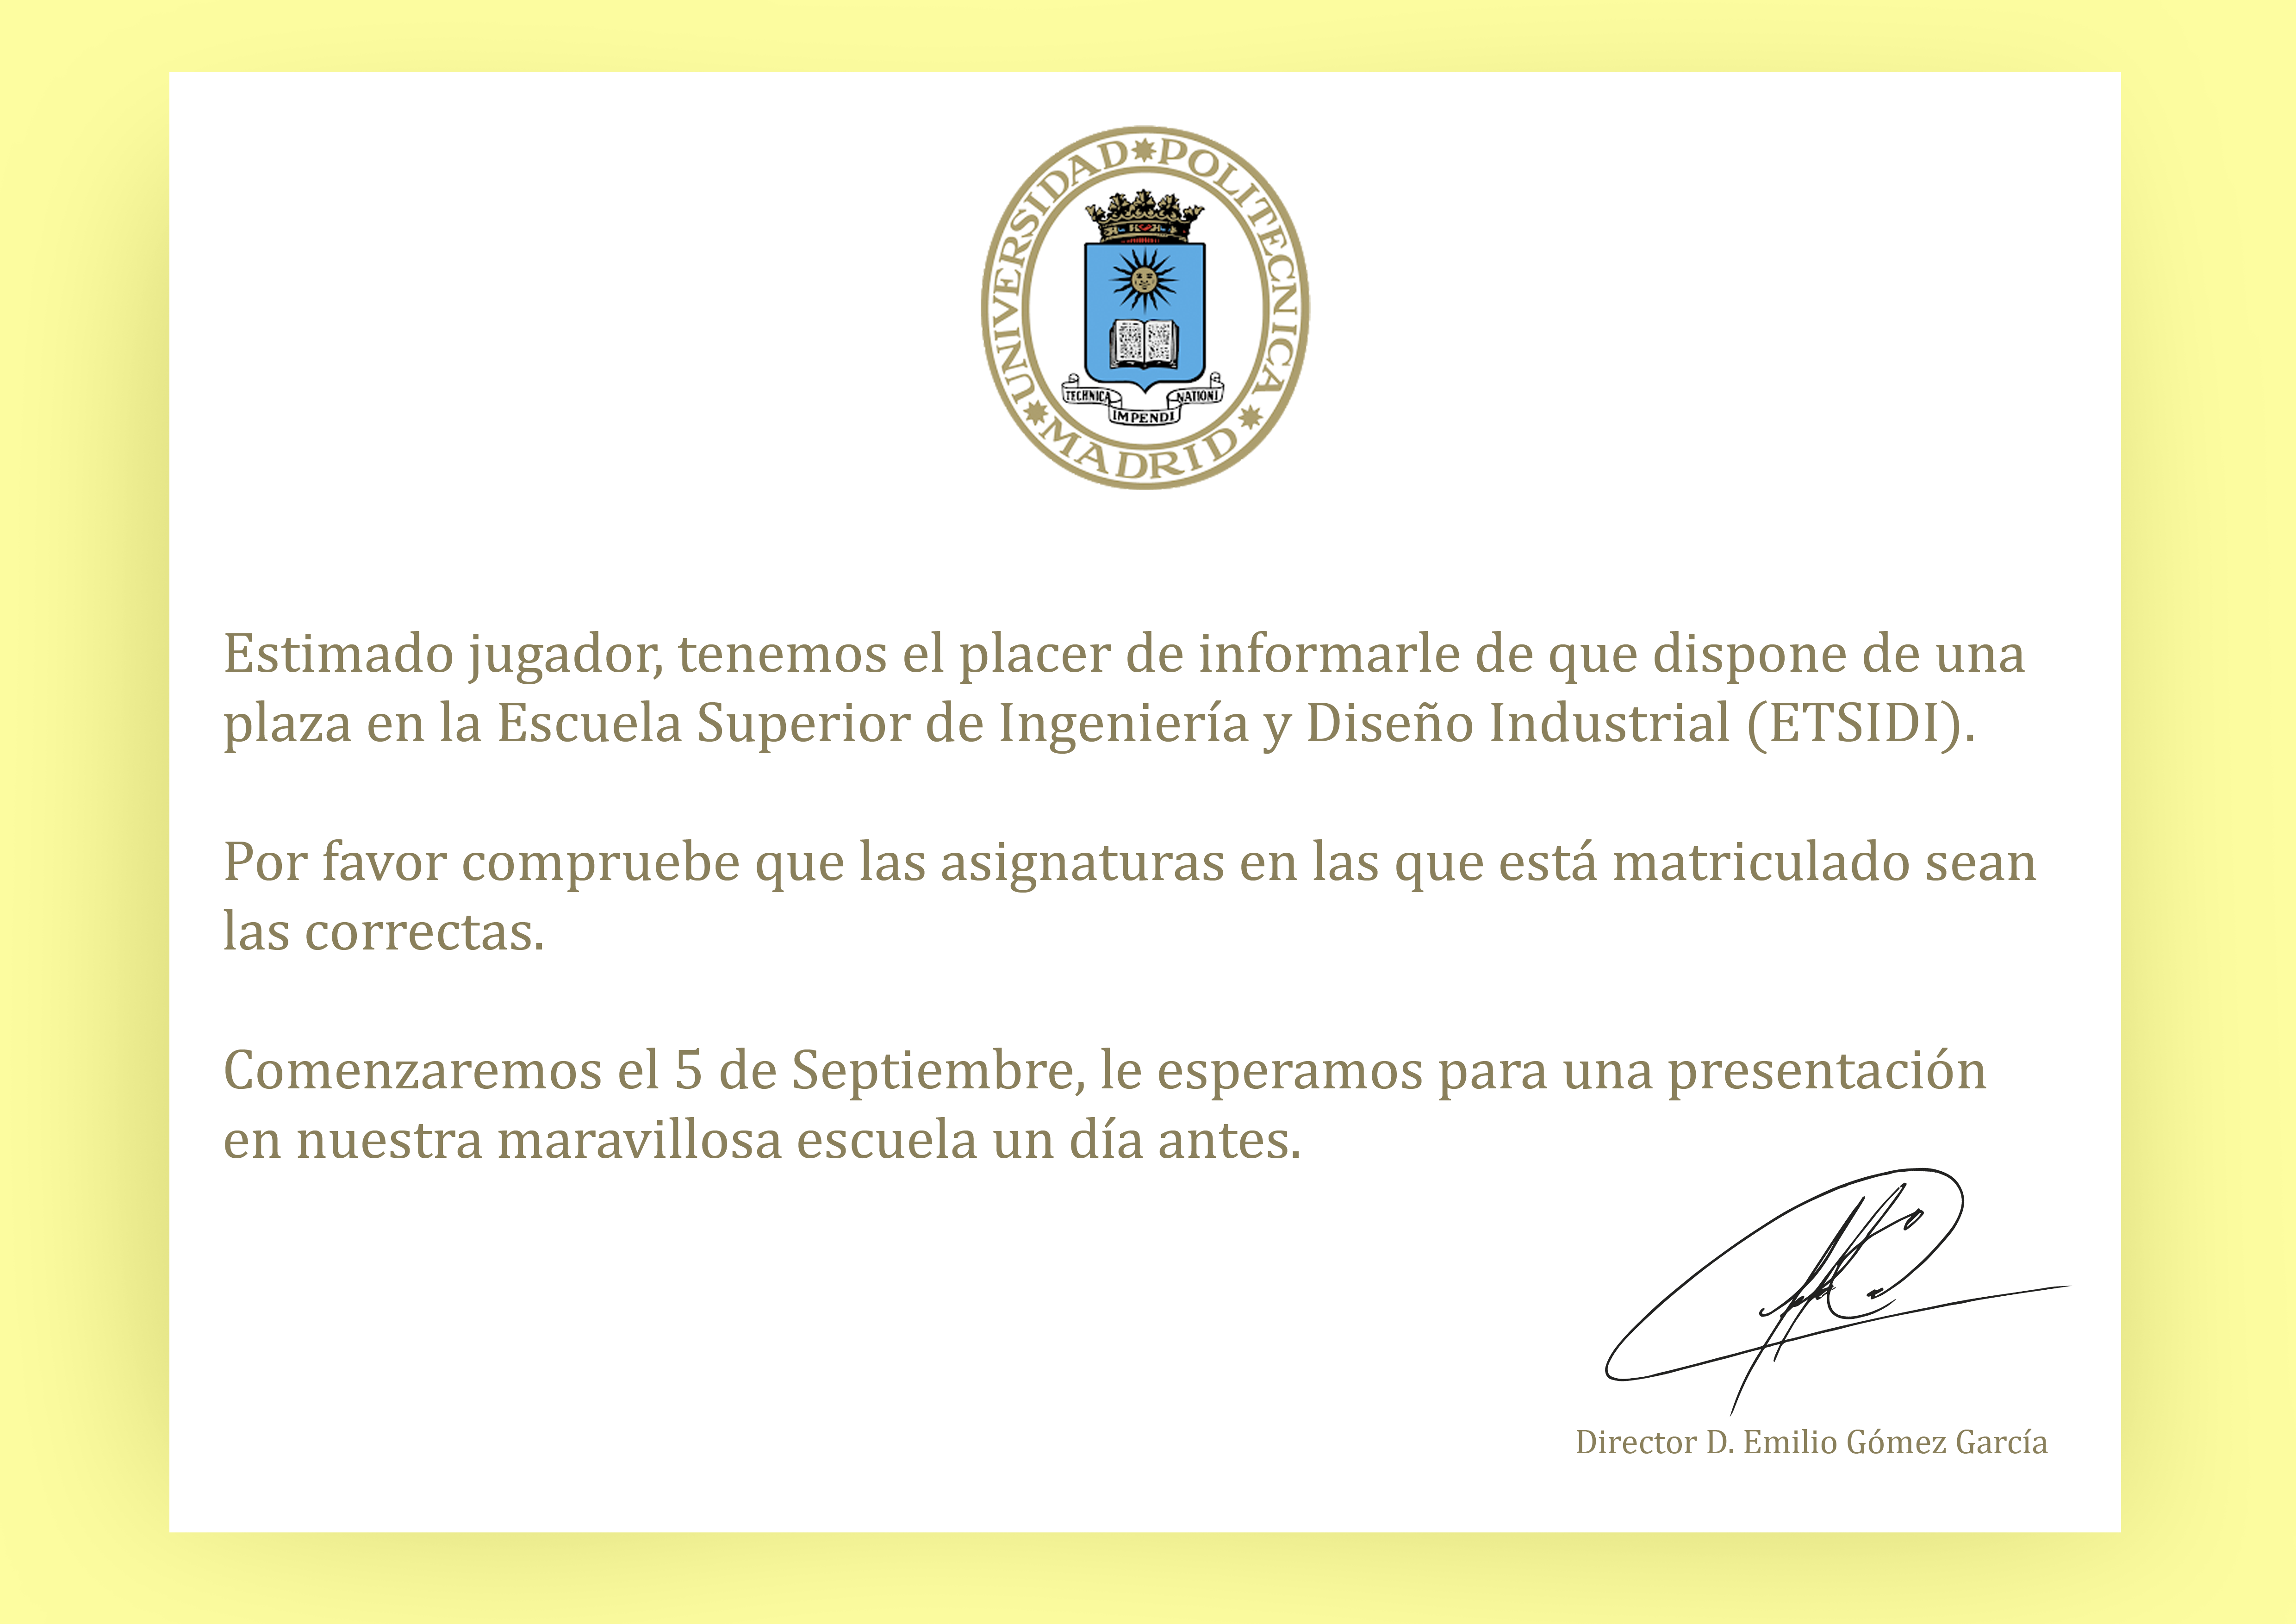 UNIVERSIDAD POLITECNICA
MADRID
TECHNICA IMPENDI NATIONI
Estimado jugador, tenemos el placer de informarle de que dispone de una
plaza en la Escuela Superior de Ingeniería y Diseño Industrial (ETSIDI).
Por favor compruebe que las asignaturas en las que está matriculado sean
las correctas.
Comenzaremos el 5 de Septiembre, le esperamos para una presentación
en nuestra maravillosa escuela un día antes.
Director D. Emilio Gómez García